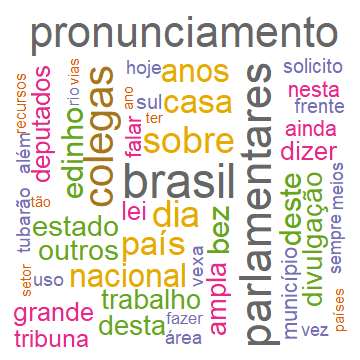 pronunciamento
recursos
rio
vias
hoje
anos
solicito
deputados
edinho
colegas
ano
sul
casa
parlamentares
nesta
frente
além
falar
ter
sobre
ainda
dizer
tão
brasil
tubarão
estado
lei
dia
bez
deste
divulgação
sempre
meios
outros
país
vexa
ampla
município
setor
uso
nacional
trabalho
grande
desta
fazer
vez
países
tribuna
área